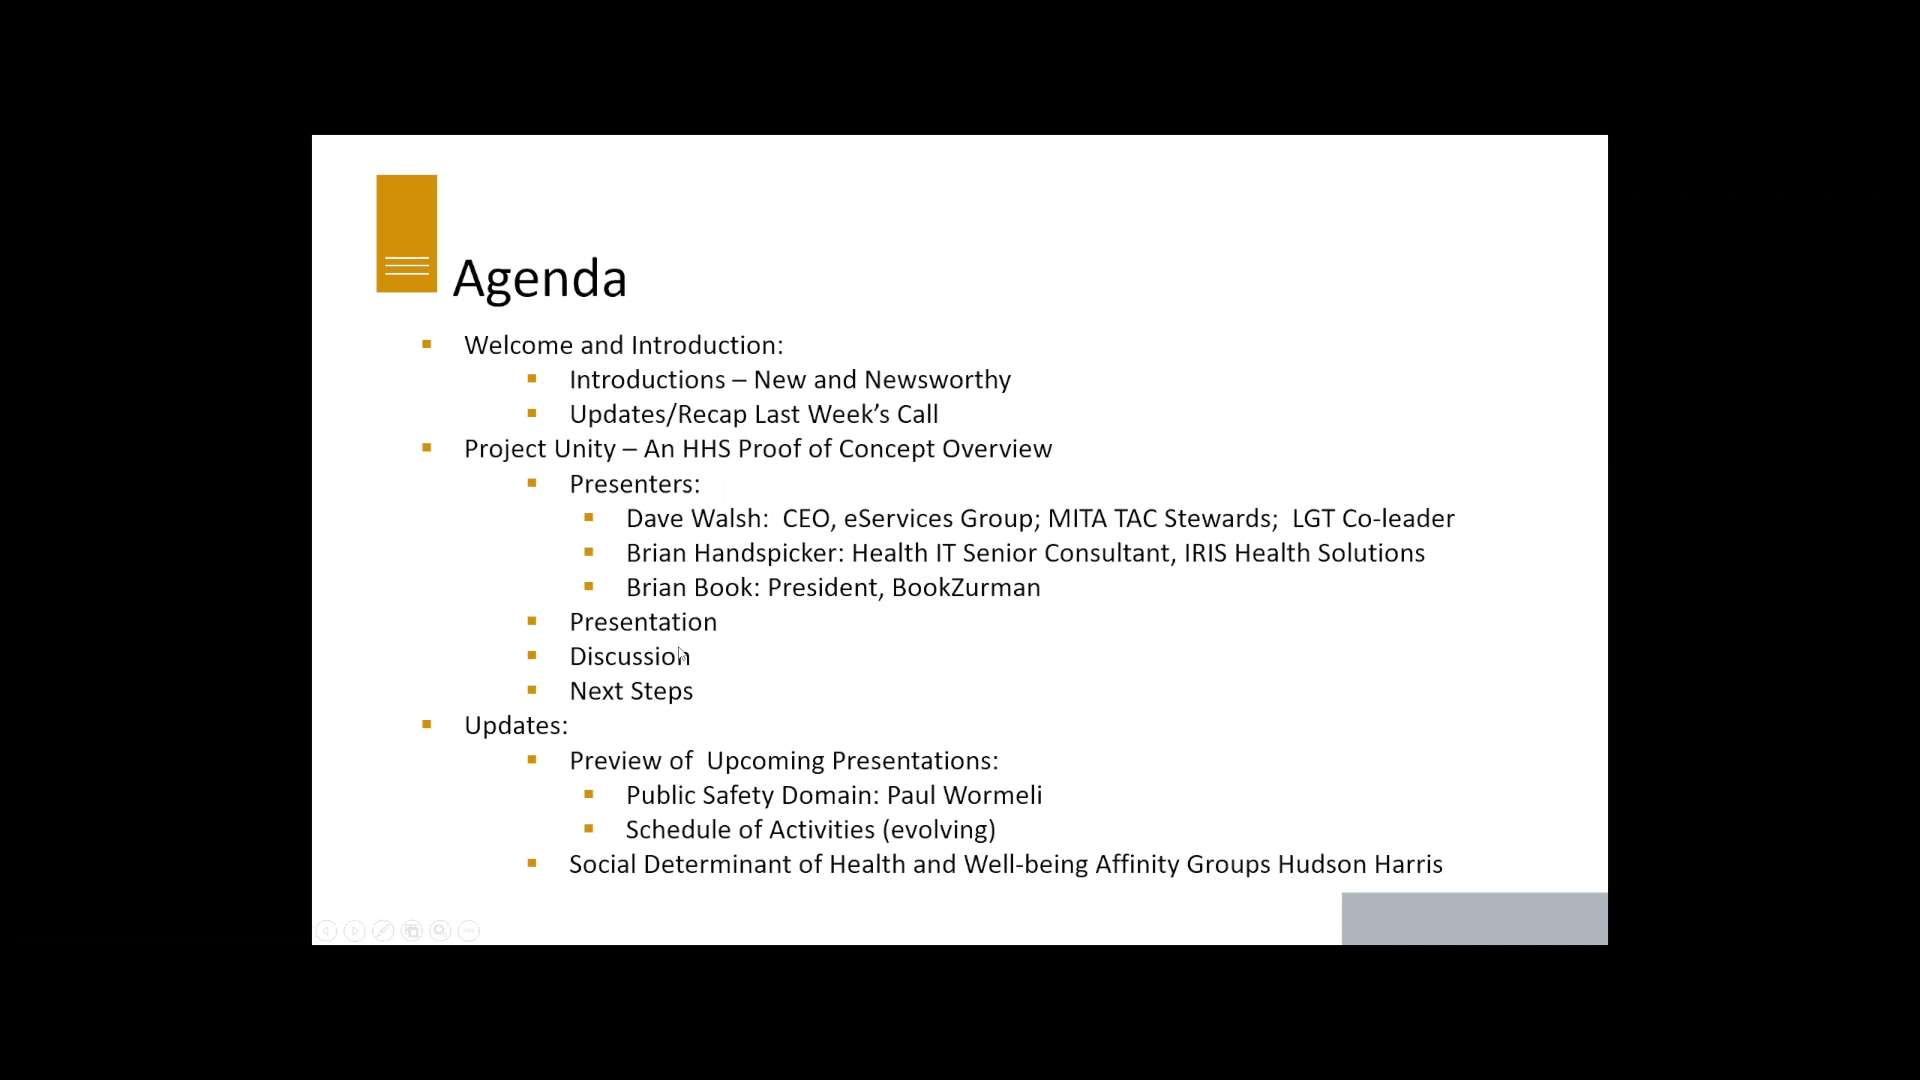 Agenda
Welcome and Introduction:
Introductions – New and Newsworthy
Updates/Recap Last Week’s Call
Project Unity – An HHS Proof of Concept Overview
Presenters:
Dave Walsh:  CEO, eServices Group; MITA TAC Stewards;  LGT Co-leader
Brian Handspicker: Health IT Senior Consultant, IRIS Health Solutions
Brian Book: President, BookZurman
Presentation
Discussion
Next Steps
Updates:
Preview of  Upcoming Presentations:
Public Safety Domain: Paul Wormeli
Schedule of Activities (evolving)
Social Determinant of Health and Well-being Affinity Groups Hudson Harris